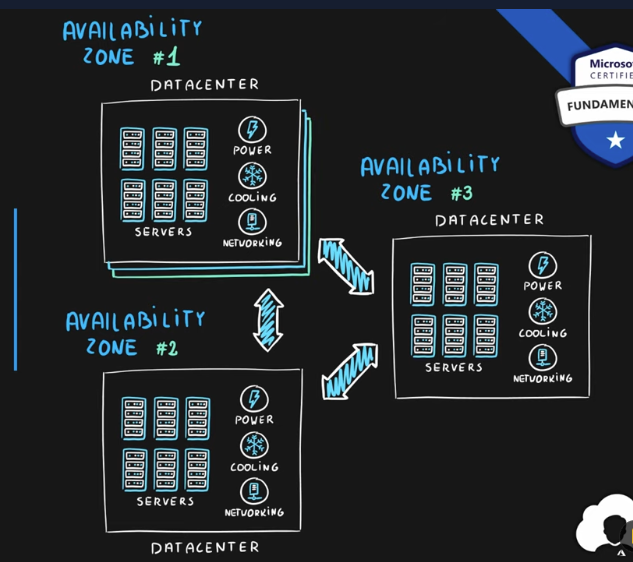 AVAILABILITY
ZONE #1
DATACENTER
POWER
COOLING
SERVERS
NETWORKING
Microso
CERTIFIE
FUNDAMEN
AVAILABILITY
ZONE #3
DATACENTER
POWER
COOLING
SERVERS
NETWORKING
AVAILABILITY
ZONE #2
POWER
COOLING
SERVERS
NETWORKING
DATACENTER